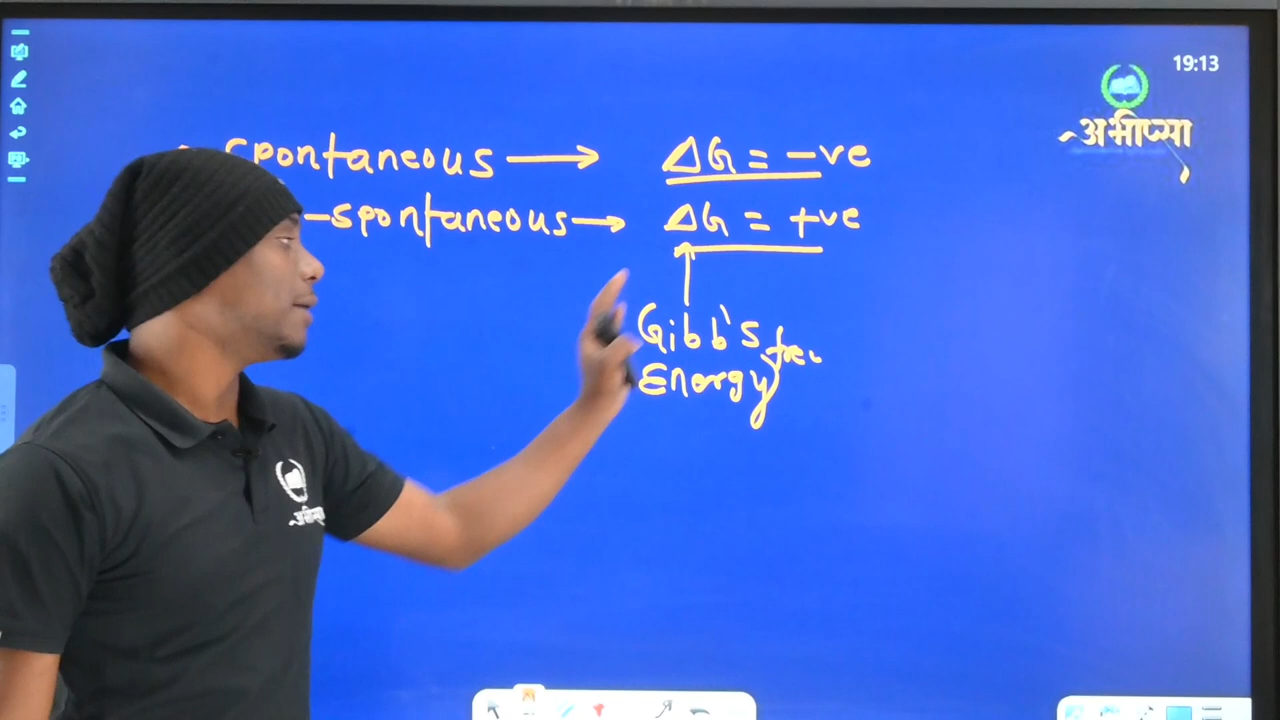 19:13
अभीप्सा
spontaneous → ΔG = -ve
-spontaneous → ΔG = +ve
Gibb's free
Energy